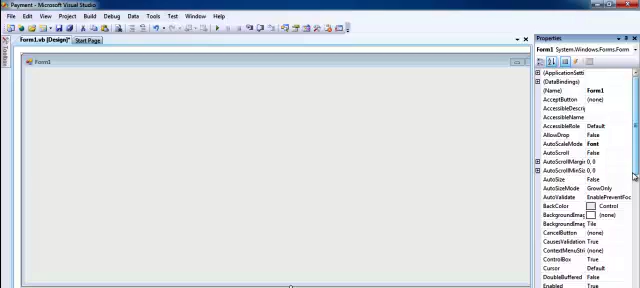 Payment - Microsoft Visual Studio
File Edit View Project Build Debug Data Tools Test Window Help
Form1.vb [Design]* Start Page
Toolbox
Form1
Properties
Form1 System.Windows.Forms.Form
(ApplicationSetti
(DataBindings)
(Name) Form1
AcceptButton (none)
AccessibleDescri
AccessibleName
AccessibleRole Default
AllowDrop False
AutoScaleMode Font
AutoScroll False
AutoScrollMargin 0, 0
AutoScrollMinSiz 0, 0
AutoSize False
AutoSizeMode GrowOnly
AutoValidate EnablePreventFoc
BackColor Control
BackgroundImag (none)
BackgroundImag Tile
CancelButton (none)
CausesValidation True
ContextMenuStri (none)
ControlBox True
Cursor Default
DoubleBuffered False
Enabled True